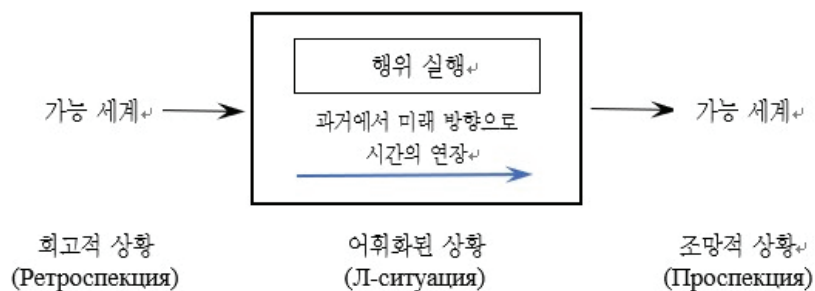 행위 실행↵
가능 세계↵
과거에서 미래 방향으로
시간의 연장↵
가능 세계↵
회고적 상황
(Ретроспекция)
어휘화된 상황
(Л-ситуация)
조망적 상황↵
(Проспекция)